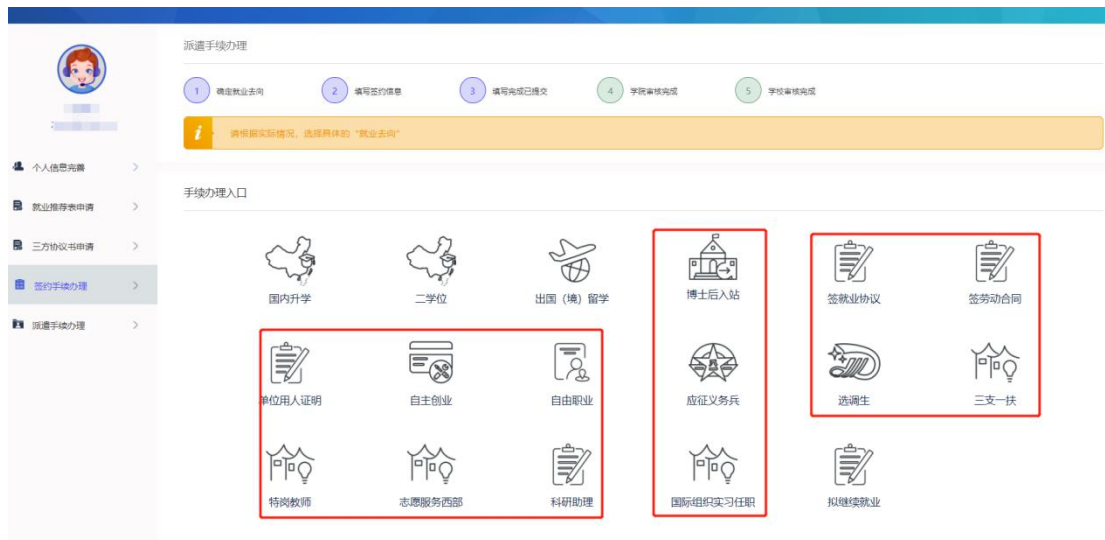 派遣手续办理
1 确定就业去向 2 填写签约信息 3 填写完成已提交 4 学院审核完成 5 学校审核完成
i 请根据实际情况，选择具体的“就业去向”
个人信息完善
就业推荐表申请
三方协议书申请
签约手续办理
派遣手续办理
手续办理入口
国内升学 二学位 出国（境）留学 博士后入站 签就业协议 签劳动合同
单位用人证明 自主创业 自由职业 应征义务兵 选调生 三支一扶
特岗教师 志愿服务西部 科研助理 国际组织实习任职 拟继续就业